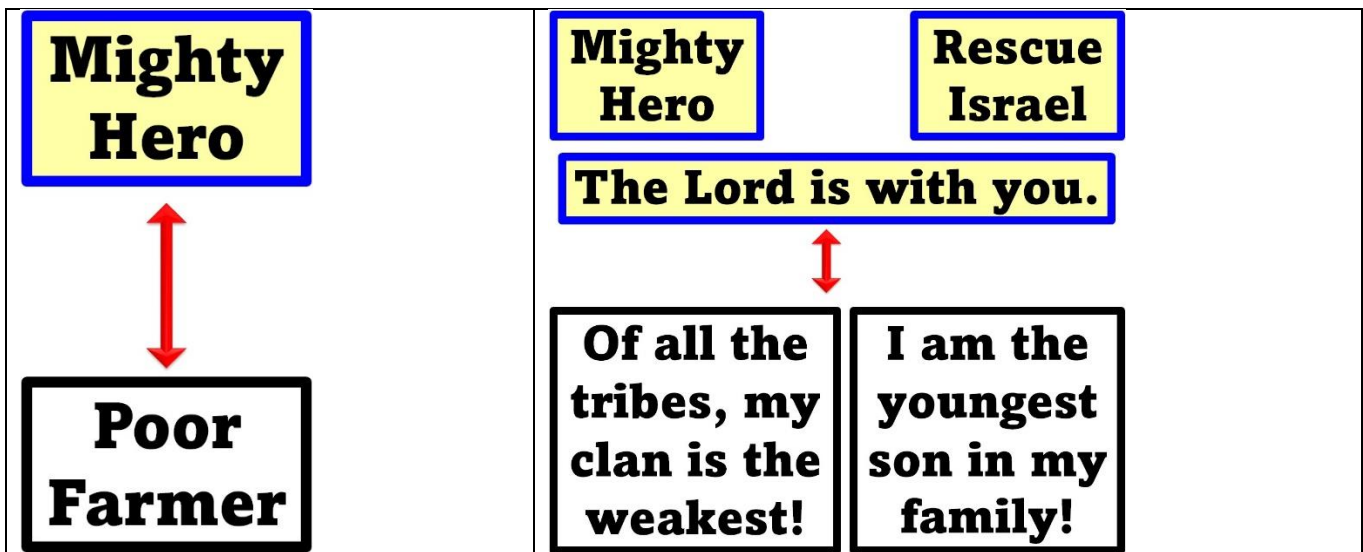 Mighty
Hero
Poor
Farmer
Mighty
Hero
Rescue
Israel
The Lord is with you.
Of all the
tribes, my
clan is the
weakest!
I am the
youngest
son in my
family!